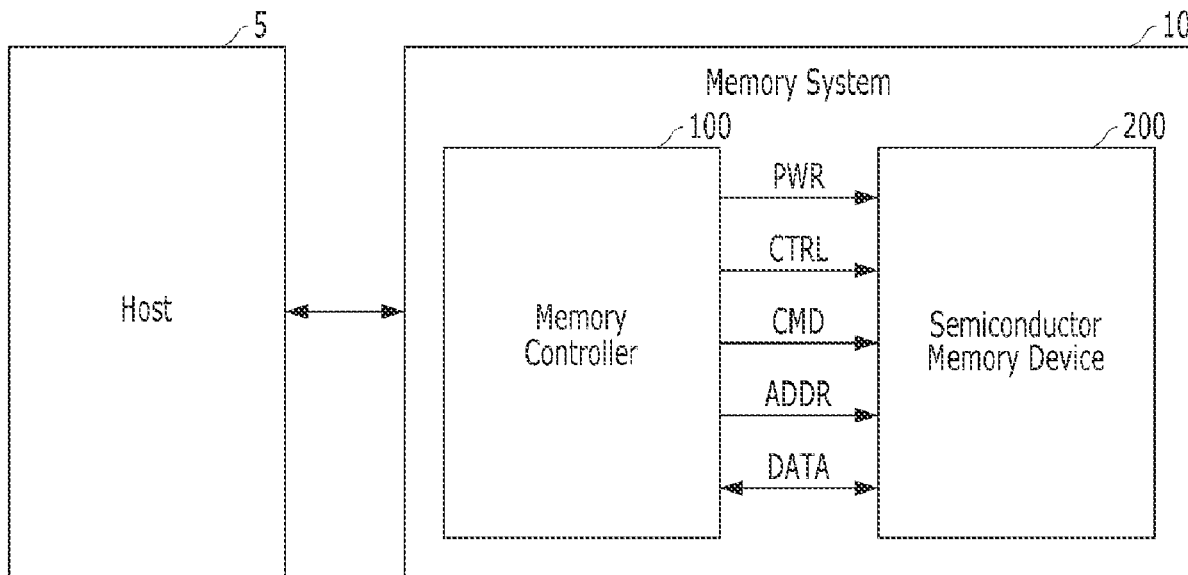 5
10
Memory System
100
200
PWR
CTRL
Host
Memory
Controller
CMD
Semiconductor
Memory Device
ADDR
DATA